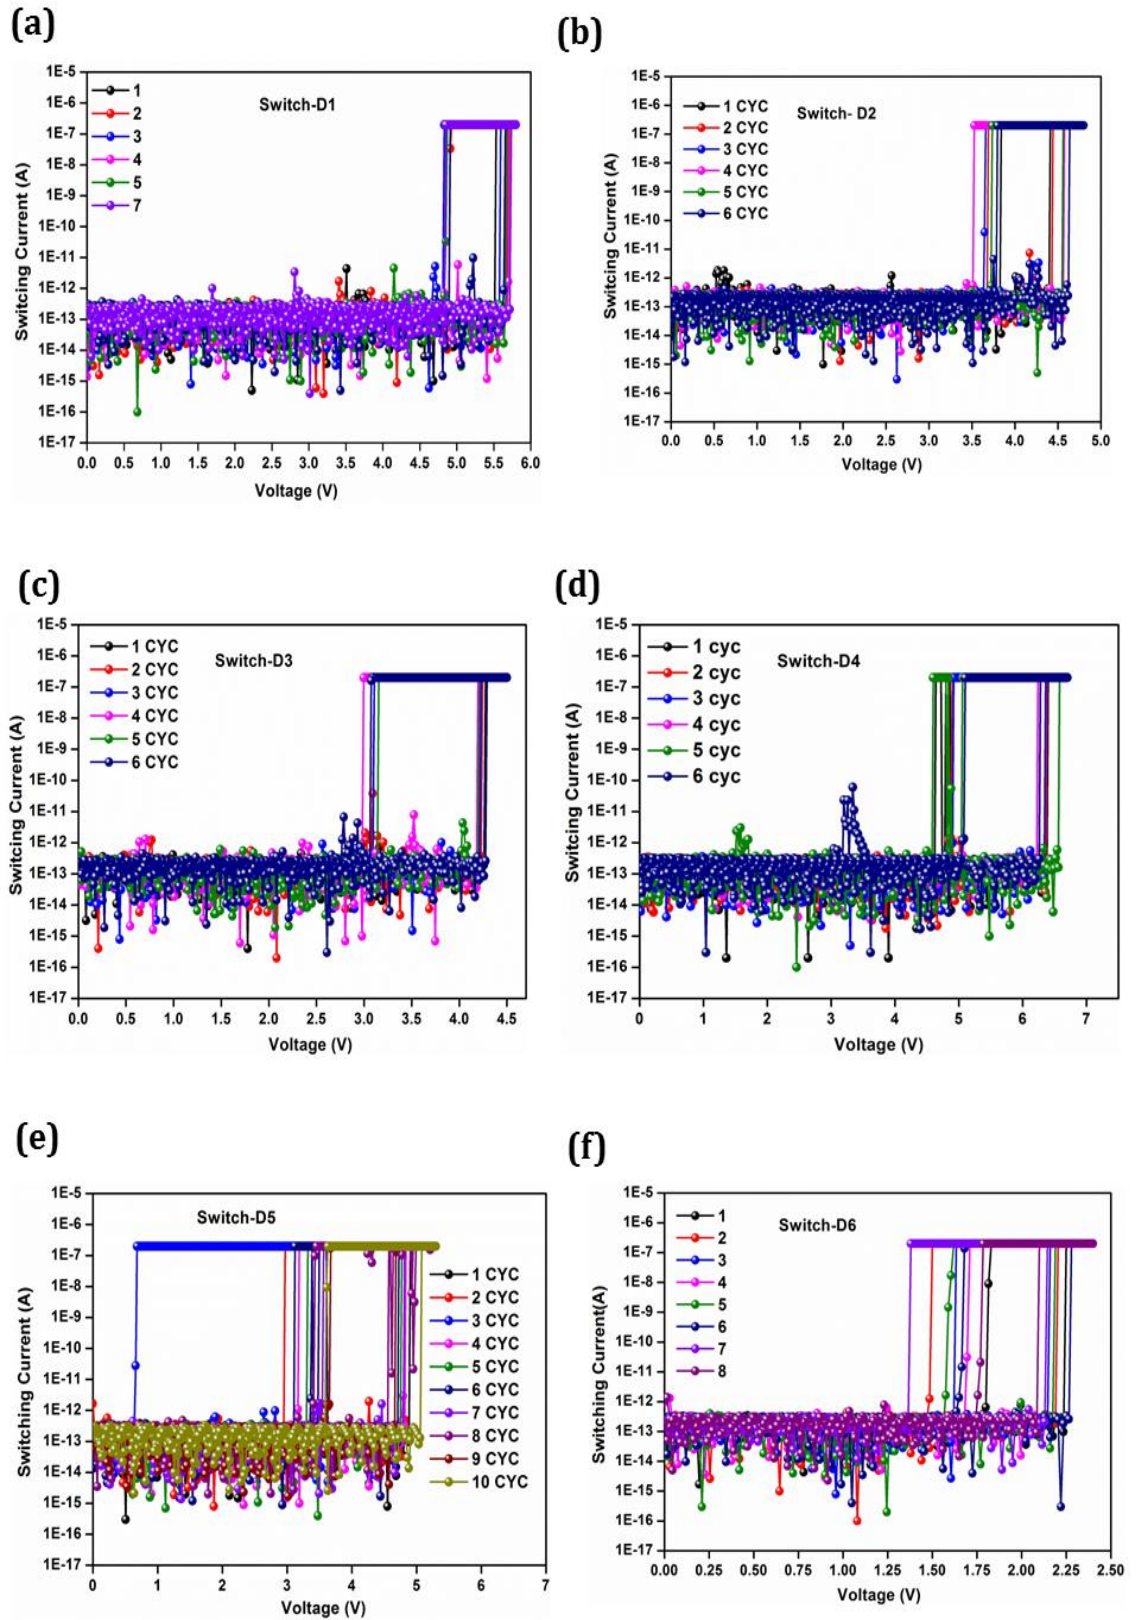 (a)
(b)
1E-5
1E-6
1E-7
1E-8
1E-9
1E-10
1E-11
1E-12
1E-13
1E-14
1E-15
1E-16
1E-17
Switcing Current (A)
1
2
3
4
5
7
Switch-D1
0.0 0.5 1.0 1.5 2.0 2.5 3.0 3.5 4.0 4.5 5.0 5.5 6.0
Voltage (V)
1E-5
1E-6
1E-7
1E-8
1E-9
1E-10
1E-11
1E-12
1E-13
1E-14
1E-15
1E-16
1E-17
Switcing Current (A)
1 CYC
2 CYC
3 CYC
4 CYC
5 CYC
6 CYC
Switch- D2
0.0 0.5 1.0 1.5 2.0 2.5 3.0 3.5 4.0 4.5 5.0
Voltage (V)
(c)
(d)
1E-5
1E-6
1E-7
1E-8
1E-9
1E-10
1E-11
1E-12
1E-13
1E-14
1E-15
1E-16
1E-17
Switcing Current (A)
1 CYC
2 CYC
3 CYC
4 CYC
5 CYC
6 CYC
Switch-D3
0.0 0.5 1.0 1.5 2.0 2.5 3.0 3.5 4.0 4.5
Voltage (V)
1E-5
1E-6
1E-7
1E-8
1E-9
1E-10
1E-11
1E-12
1E-13
1E-14
1E-15
1E-16
1E-17
Switcing Current (A)
1 cyc
2 cyc
3 cyc
4 cyc
5 cyc
6 cyc
Switch-D4
0 1 2 3 4 5 6 7
Voltage (V)
(e)
(f)
1E-5
1E-6
1E-7
1E-8
1E-9
1E-10
1E-11
1E-12
1E-13
1E-14
1E-15
1E-16
1E-17
Switching Current (A)
Switch-D5
1 CYC
2 CYC
3 CYC
4 CYC
5 CYC
6 CYC
7 CYC
8 CYC
9 CYC
10 CYC
0 1 2 3 4 5 6 7
Voltage (V)
1E-5
1E-6
1E-7
1E-8
1E-9
1E-10
1E-11
1E-12
1E-13
1E-14
1E-15
1E-16
1E-17
Switching Current(A)
1
2
3
4
5
6
7
8
Switch-D6
0.00 0.25 0.50 0.75 1.00 1.25 1.50 1.75 2.00 2.25 2.50
Voltage (V)